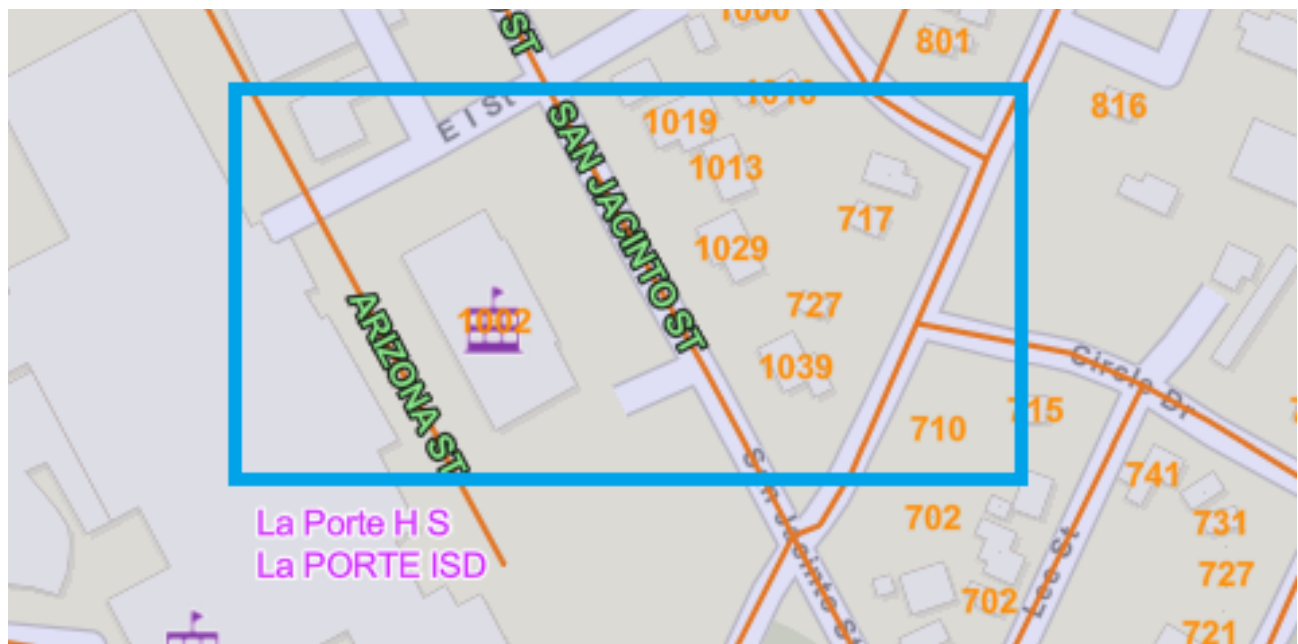 ST
1000
801
816
1019
E I St
SAN JACINTO ST
1013
717
1029
727
1002
ARIZONA ST
1039
Circle Dr
715
710
741
702
San Jacinto St
731
La Porte H S
La PORTE ISD
Lee St
727
702
721